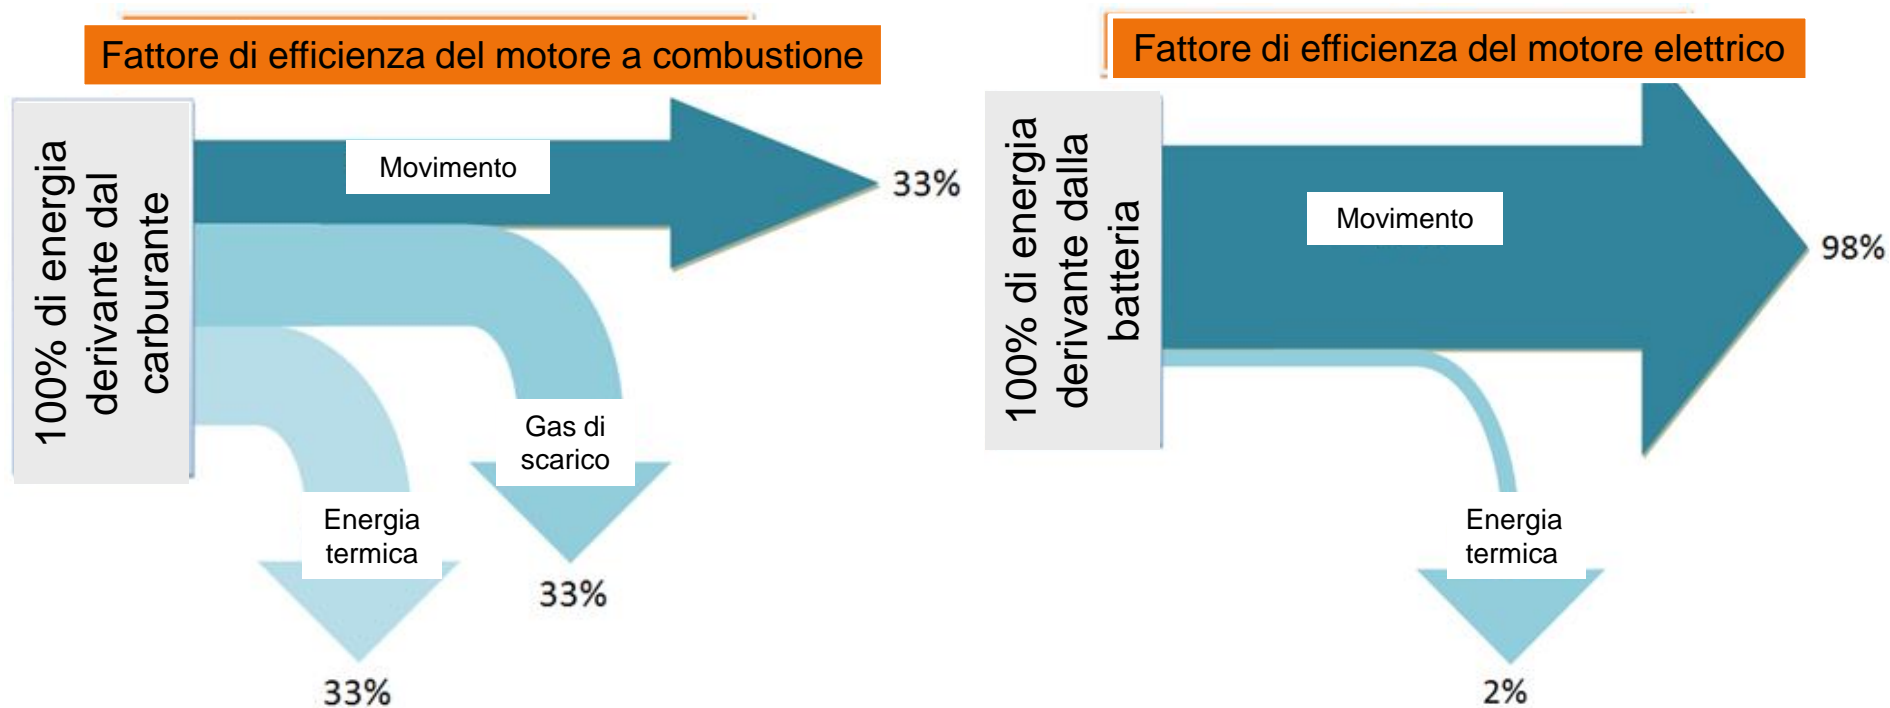 Fattore di efficienza del motore a combustione
100% di energia
derivante dal
carburante
Movimento
33%
Gas di
scarico
33%
Energia
termica
33%
Fattore di efficienza del motore elettrico
100% di energia
derivante dalla
batteria
Movimento
98%
Energia
termica
2%